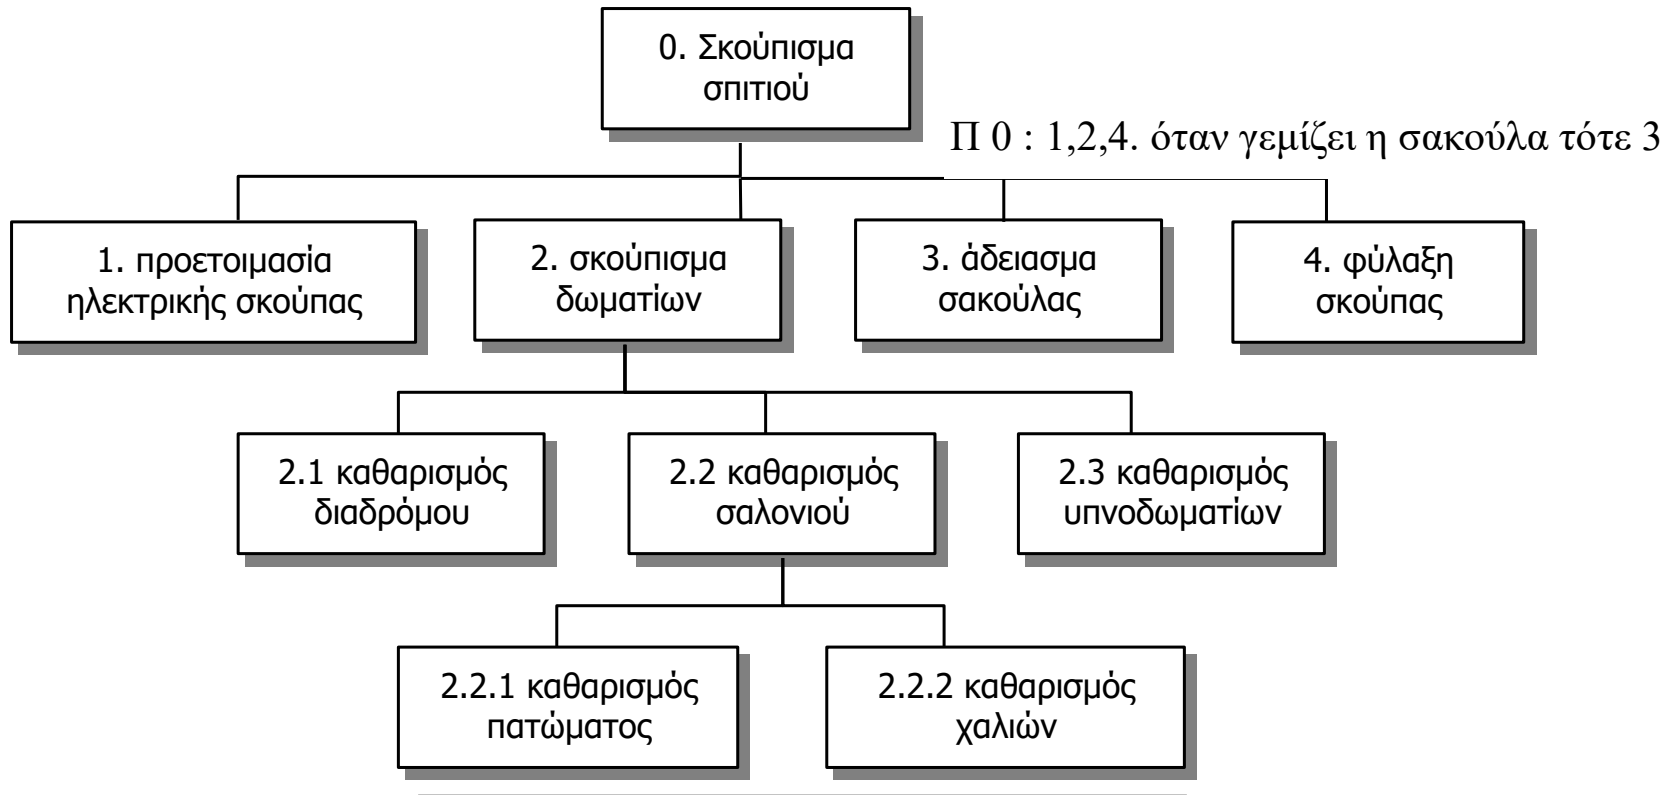 0. Σκούπισμα
σπιτιού
Π 0 : 1,2,4. όταν γεμίζει η σακούλα τότε 3
1. προετοιμασία
ηλεκτρικής σκούπας
2. σκούπισμα
δωματίων
3. άδειασμα
σακούλας
4. φύλαξη
σκούπας
2.1 καθαρισμός
διαδρόμου
2.2 καθαρισμός
σαλονιού
2.3 καθαρισμός
υπνοδωματίων
2.2.1 καθαρισμός
πατώματος
2.2.2 καθαρισμός
χαλιών